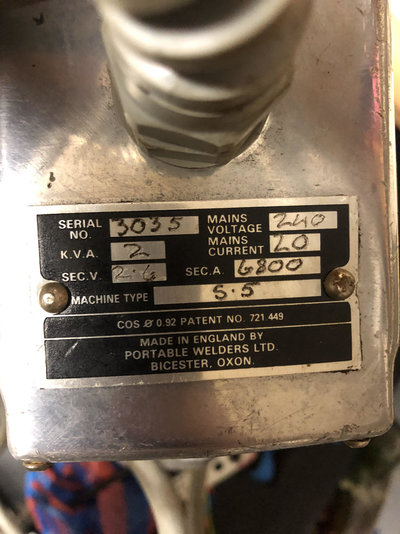 SERIAL NO. 3035 MAINS VOLTAGE 240
K.V.A. 2 MAINS CURRENT 20
SEC.V. 2.6 SEC.A. 6800
MACHINE TYPE S.5
COS Ø 0.92 PATENT NO. 721 449
MADE IN ENGLAND BY
PORTABLE WELDERS LTD.
BICESTER, OXON.